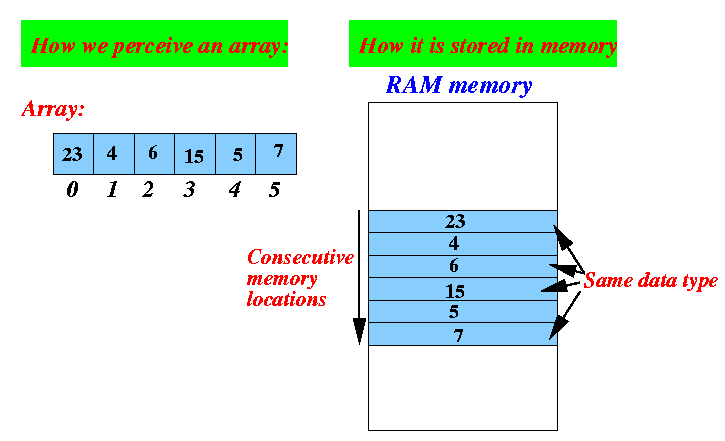 How we perceive an array:
How it is stored in memory
RAM memory
Array:
23 4 6 15 5 7
0 1 2 3 4 5
23
4
6
15
5
7
Consecutive
memory
locations
Same data type